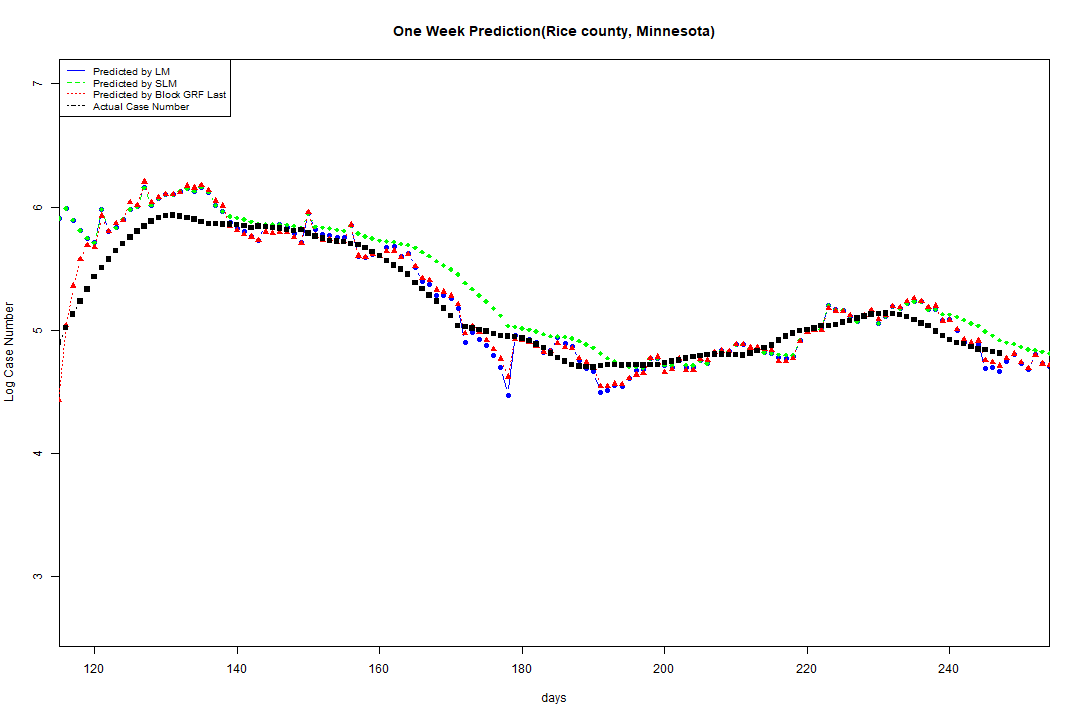 One Week Prediction(Rice county, Minnesota)
Predicted by LM
Predicted by SLM
Predicted by Block GRF Last
Actual Case Number
7
6
5
4
3
Log Case Number
120 140 160 180 200 220 240
days